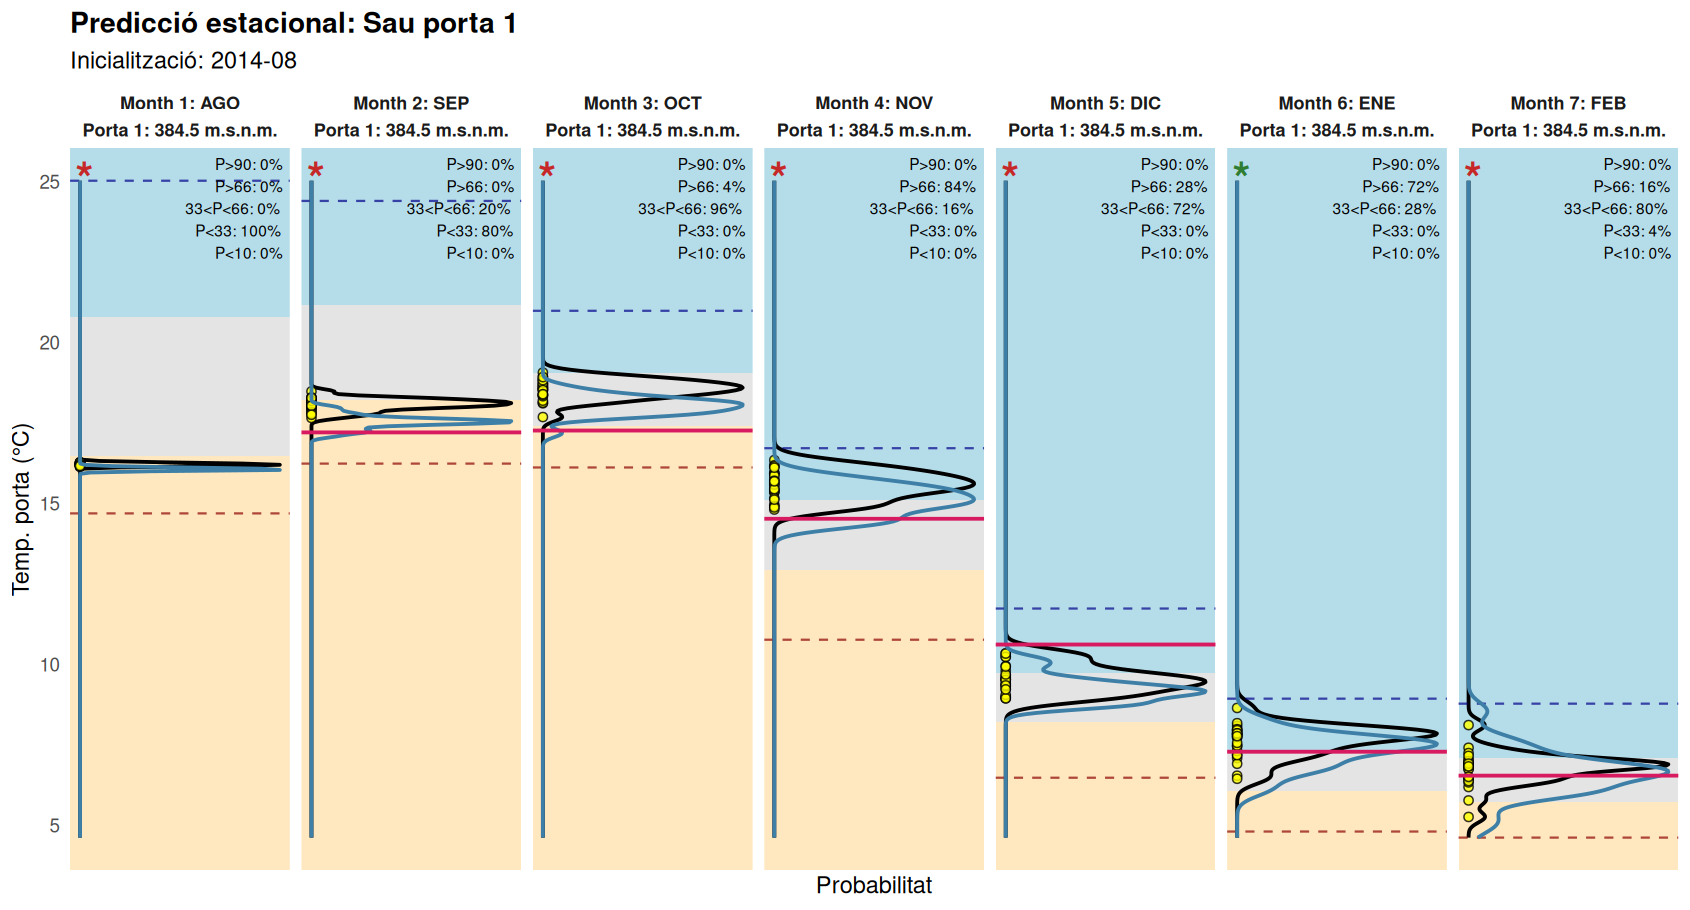 Predicció estacional: Sau porta 1
Inicialització: 2014-08
Month 1: AGO
Porta 1: 384.5 m.s.n.m.
Month 2: SEP
Porta 1: 384.5 m.s.n.m.
Month 3: OCT
Porta 1: 384.5 m.s.n.m.
Month 4: NOV
Porta 1: 384.5 m.s.n.m.
Month 5: DIC
Porta 1: 384.5 m.s.n.m.
Month 6: ENE
Porta 1: 384.5 m.s.n.m.
Month 7: FEB
Porta 1: 384.5 m.s.n.m.
*
P>90: 0%
P>66: 0%
33<P<66: 0%
P<33: 100%
P<10: 0%
*
P>90: 0%
P>66: 0%
33<P<66: 20%
P<33: 80%
P<10: 0%
*
P>90: 0%
P>66: 4%
33<P<66: 96%
P<33: 0%
P<10: 0%
*
P>90: 0%
P>66: 84%
33<P<66: 16%
P<33: 0%
P<10: 0%
*
P>90: 0%
P>66: 28%
33<P<66: 72%
P<33: 0%
P<10: 0%
*
P>90: 0%
P>66: 72%
33<P<66: 28%
P<33: 0%
P<10: 0%
*
P>90: 0%
P>66: 16%
33<P<66: 80%
P<33: 4%
P<10: 0%
25
20
15
10
5
Temp. porta (°C)
Probabilitat